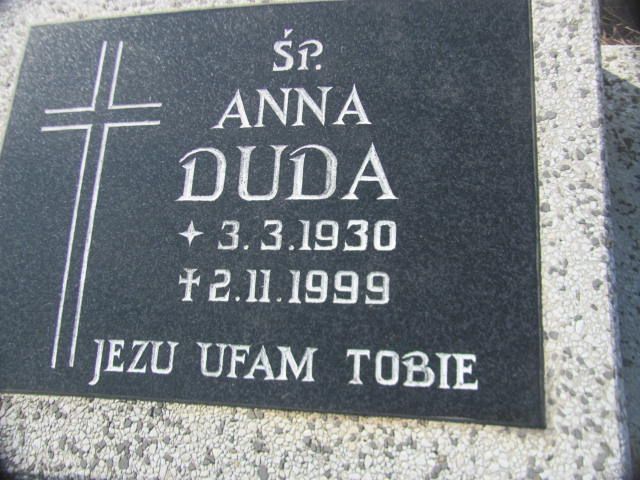 ŚP.
ANNA
DUDA
✦ 3.3.1930
✝ 2.11.1999
JEZU UFAM TOBIE